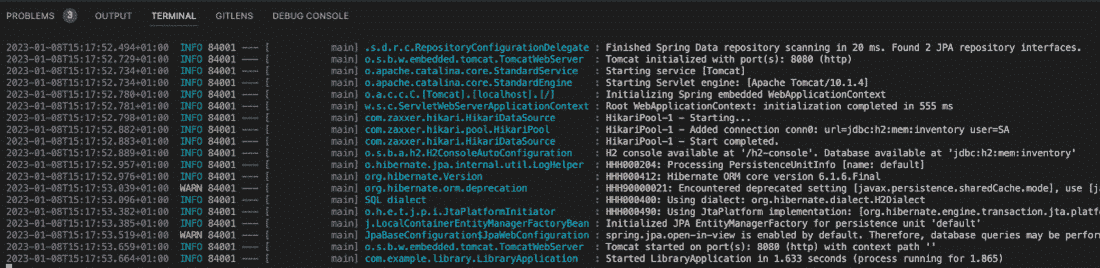 PROBLEMS 3 OUTPUT TERMINAL GITLENS DEBUG CONSOLE
2023-01-08T15:17:52.494+01:00 INFO 84001 --- [ main] .s.d.r.c.RepositoryConfigurationDelegate : Finished Spring Data repository scanning in 20 ms. Found 2 JPA repository interfaces.
2023-01-08T15:17:52.729+01:00 INFO 84001 --- [ main] o.s.b.w.embedded.tomcat.TomcatWebServer : Tomcat initialized with port(s): 8080 (http)
2023-01-08T15:17:52.734+01:00 INFO 84001 --- [ main] o.apache.catalina.core.StandardService : Starting service [Tomcat]
2023-01-08T15:17:52.734+01:00 INFO 84001 --- [ main] o.apache.catalina.core.StandardEngine : Starting Servlet engine: [Apache Tomcat/10.1.4]
2023-01-08T15:17:52.780+01:00 INFO 84001 --- [ main] o.a.c.c.C.[Tomcat].[localhost].[/] : Initializing Spring embedded WebApplicationContext
2023-01-08T15:17:52.781+01:00 INFO 84001 --- [ main] w.s.c.ServletWebServerApplicationContext : Root WebApplicationContext: initialization completed in 555 ms
2023-01-08T15:17:52.798+01:00 INFO 84001 --- [ main] com.zaxxer.hikari.HikariDataSource : HikariPool-1 - Starting...
2023-01-08T15:17:52.882+01:00 INFO 84001 --- [ main] com.zaxxer.hikari.pool.HikariPool : HikariPool-1 - Added connection conn0: url=jdbc:h2:mem:inventory user=SA
2023-01-08T15:17:52.883+01:00 INFO 84001 --- [ main] com.zaxxer.hikari.HikariDataSource : HikariPool-1 - Start completed.
2023-01-08T15:17:52.889+01:00 INFO 84001 --- [ main] o.s.b.a.h2.H2ConsoleAutoConfiguration : H2 console available at '/h2-console'. Database available at 'jdbc:h2:mem:inventory'
2023-01-08T15:17:52.957+01:00 INFO 84001 --- [ main] o.hibernate.jpa.internal.util.LogHelper : HHH000204: Processing PersistenceUnitInfo [name: default]
2023-01-08T15:17:52.976+01:00 INFO 84001 --- [ main] org.hibernate.Version : HHH000412: Hibernate ORM core version 6.1.6.Final
2023-01-08T15:17:53.039+01:00 WARN 84001 --- [ main] org.hibernate.orm.deprecation : HHH90000021: Encountered deprecated setting [javax.persistence.sharedCache.mode], use [j
2023-01-08T15:17:53.096+01:00 INFO 84001 --- [ main] SQL dialect : HHH000400: Using dialect: org.hibernate.dialect.H2Dialect
2023-01-08T15:17:53.382+01:00 INFO 84001 --- [ main] o.h.e.t.j.p.i.JtaPlatformInitiator : HHH000490: Using JtaPlatform implementation: [org.hibernate.engine.transaction.jta.platf
2023-01-08T15:17:53.385+01:00 INFO 84001 --- [ main] j.LocalContainerEntityManagerFactoryBean : Initialized JPA EntityManagerFactory for persistence unit 'default'
2023-01-08T15:17:53.519+01:00 WARN 84001 --- [ main] JpaBaseConfiguration$JpaWebConfiguration : spring.jpa.open-in-view is enabled by default. Therefore, database queries may be perfor
2023-01-08T15:17:53.659+01:00 INFO 84001 --- [ main] o.s.b.w.embedded.tomcat.TomcatWebServer : Tomcat started on port(s): 8080 (http) with context path ''
2023-01-08T15:17:53.664+01:00 INFO 84001 --- [ main] com.example.library.LibraryApplication : Started LibraryApplication in 1.633 seconds (process running for 1.865)